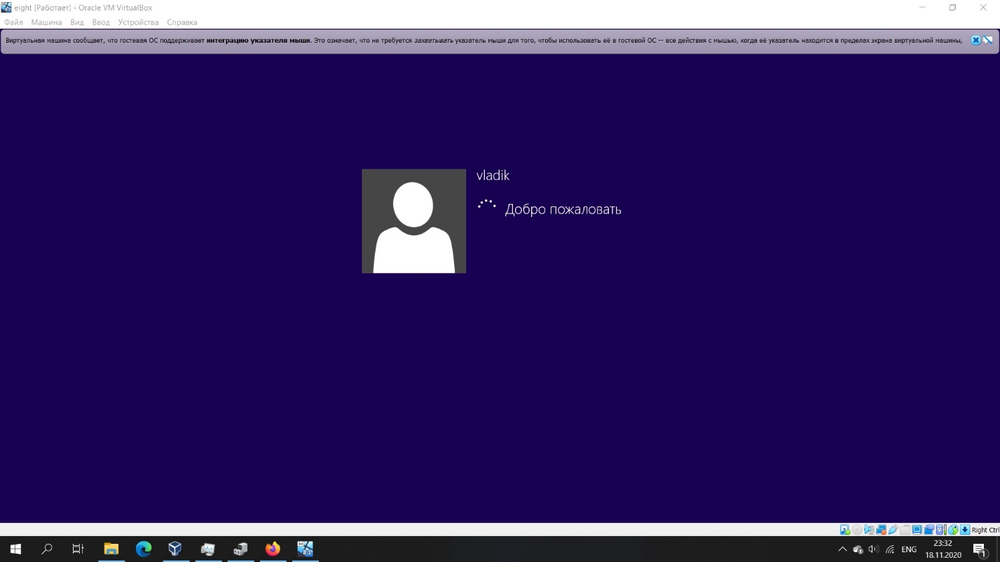 eight [Работает] - Oracle VM VirtualBox
Файл Машина Вид Ввод Устройства Справка
Виртуальная машина сообщает, что гостевая ОС поддерживает интеграцию указателя мыши. Это означает, что не требуется захватывать указатель мыши для того, чтобы использовать её в гостевой ОС -- все действия с мышью, когда её указатель находится в пределах экрана виртуальной машины,
vladik
Добро пожаловать
Right Ctrl
ENG
23:32
18.11.2020
1
8.1